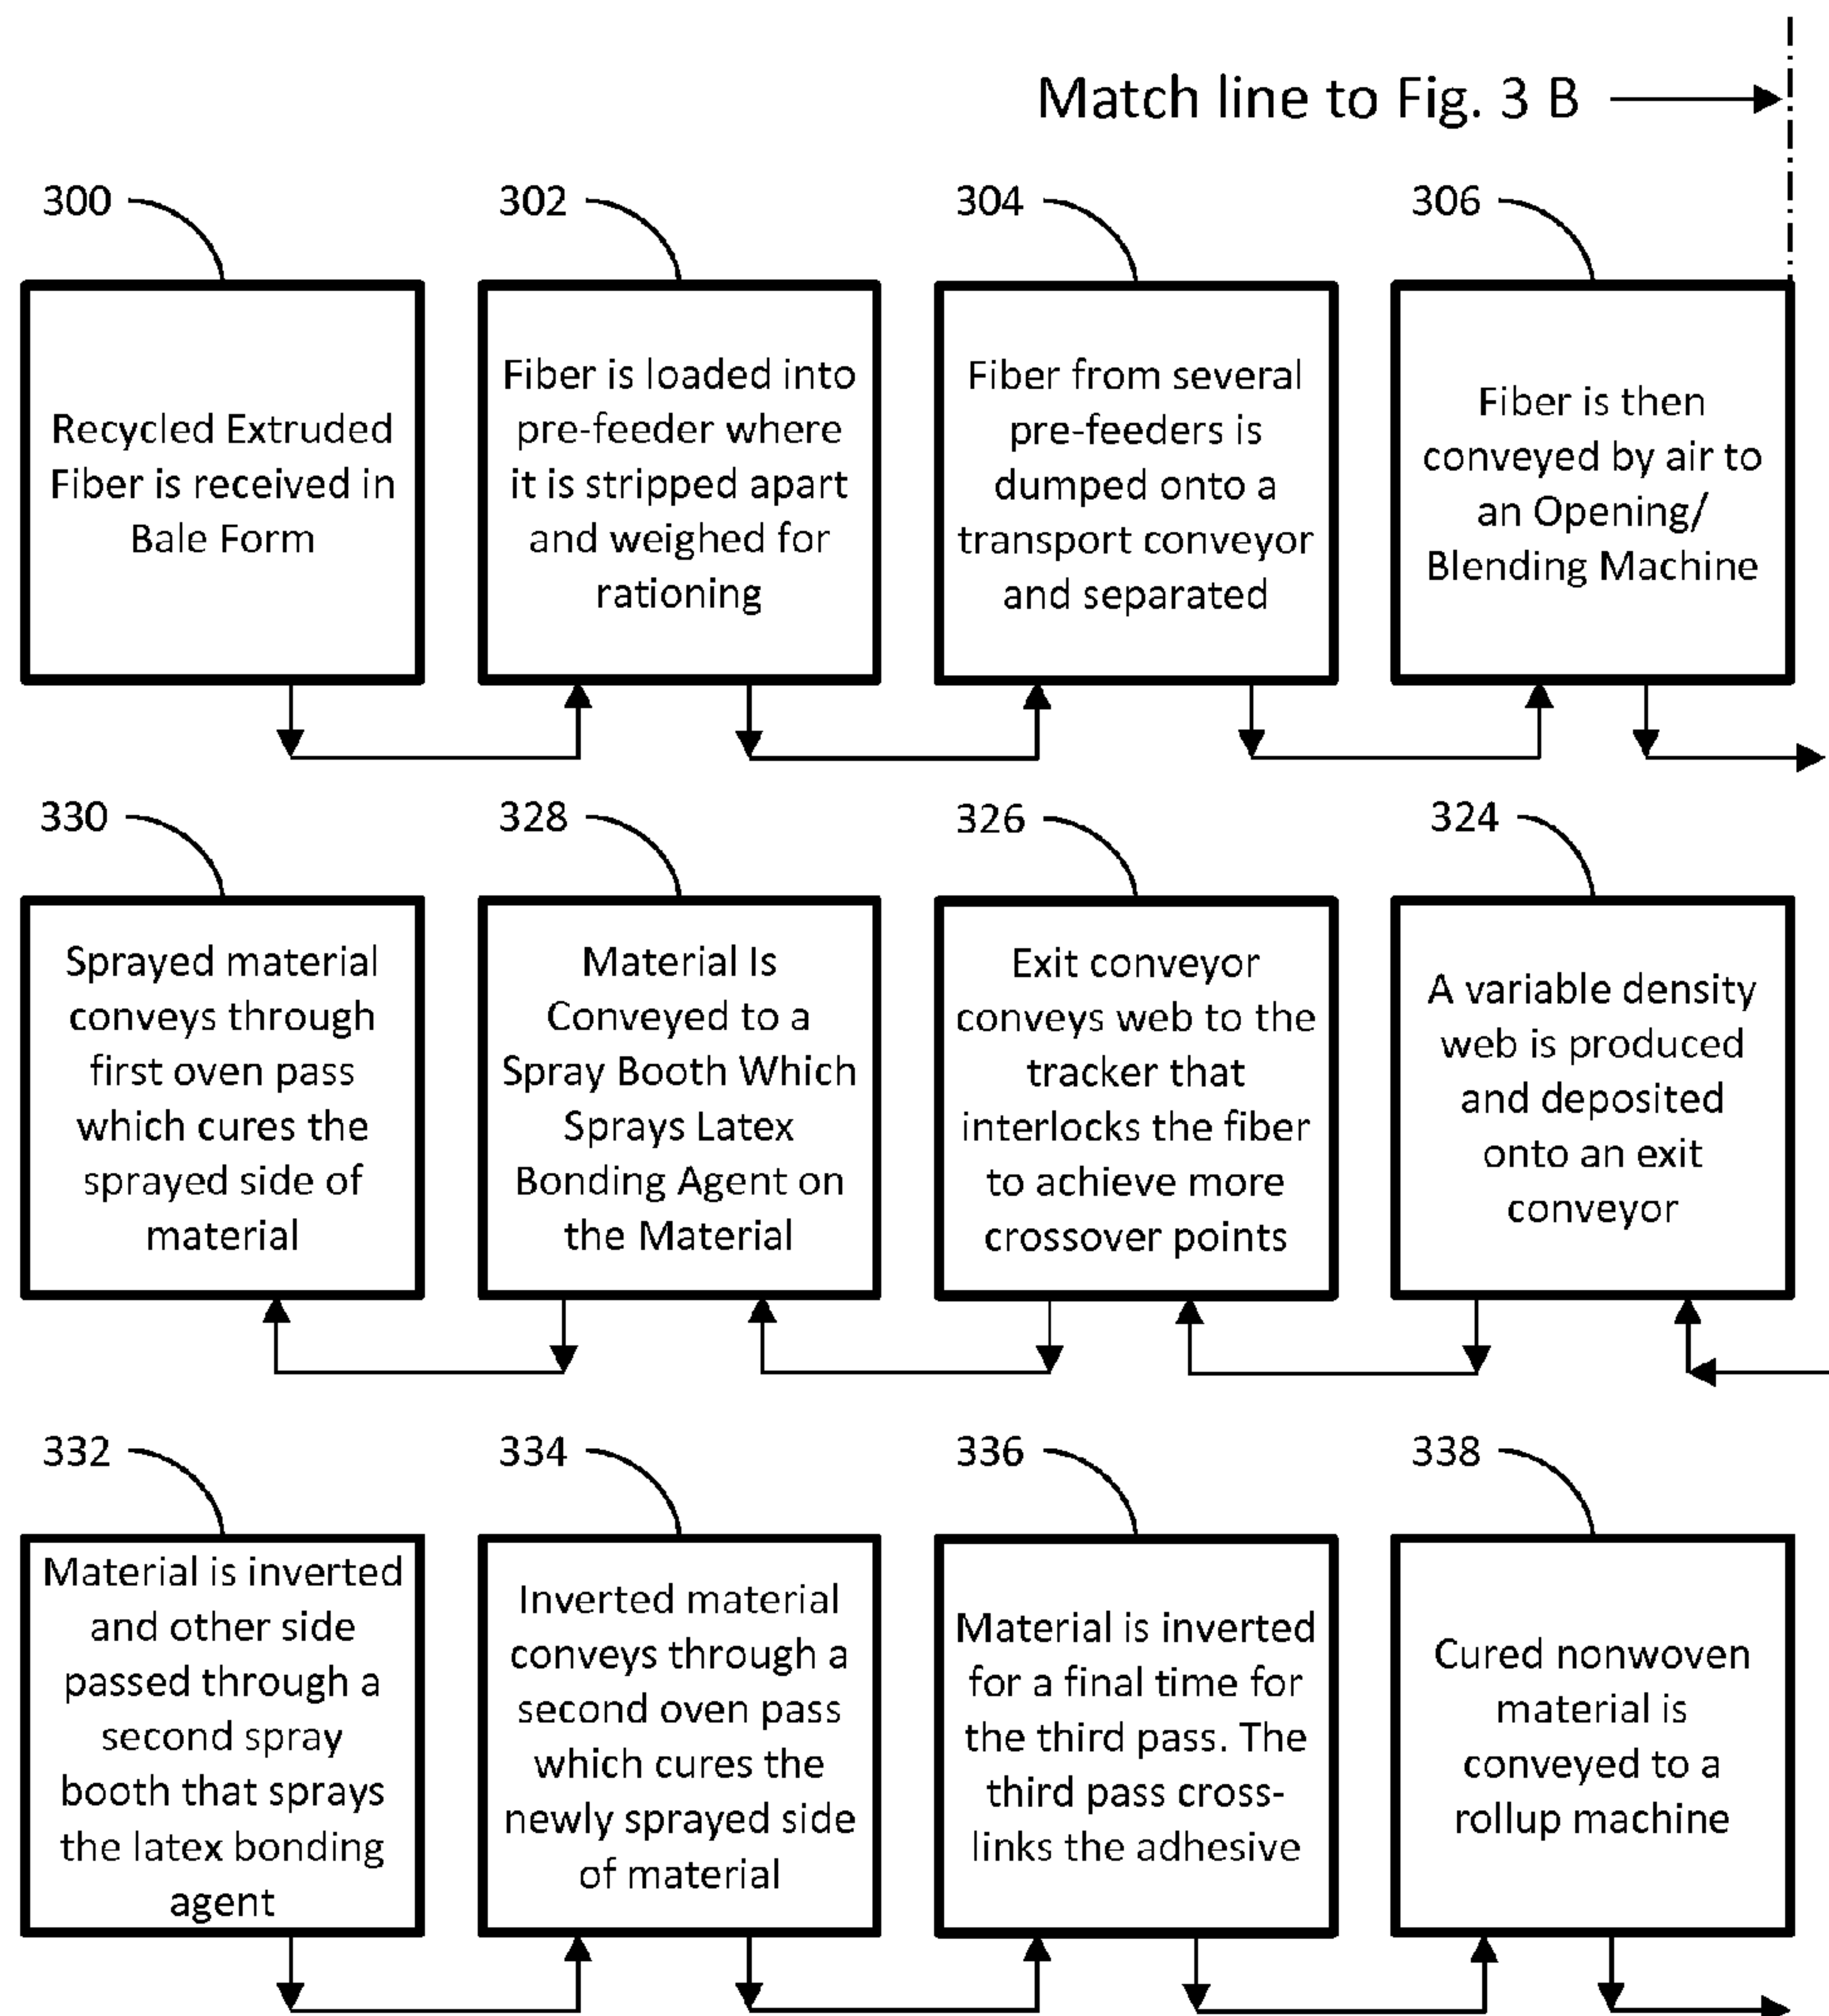 Match line to Fig. 3 B
300
Recycled Extruded
Fiber is received in
Bale Form
302
Fiber is loaded into
pre-feeder where
it is stripped apart
and weighed for
rationing
304
Fiber from several
pre-feeders is
dumped onto a
transport conveyor
and separated
306
Fiber is then
conveyed by air to
an Opening/
Blending Machine
330
Sprayed material
conveys through
first oven pass
which cures the
sprayed side of
material
328
Material Is
Conveyed to a
Spray Booth Which
Sprays Latex
Bonding Agent on
the Material
326
Exit conveyor
conveys web to the
tracker that
interlocks the fiber
to achieve more
crossover points
324
A variable density
web is produced
and deposited
onto an exit
conveyor
332
Material is inverted
and other side
passed through a
second spray
booth that sprays
the latex bonding
agent
334
Inverted material
conveys through a
second oven pass
which cures the
newly sprayed side
of material
336
Material is inverted
for a final time for
the third pass. The
third pass cross-
links the adhesive
338
Cured nonwoven
material is
conveyed to a
rollup machine